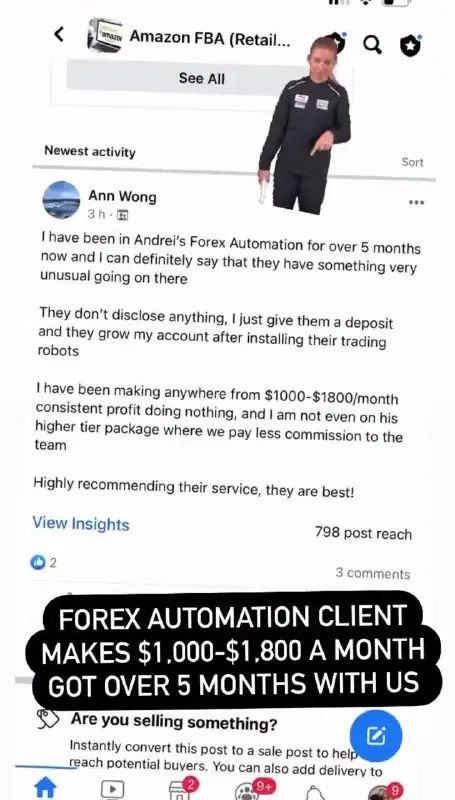 Amazon FBA (Retail...
See All
Newest activity
Sort
Ann Wong
3 h ·
I have been in Andrei's Forex Automation for over 5 months
now and I can definitely say that they have something very
unusual going on there
They don't disclose anything, I just give them a deposit
and they grow my account after installing their trading
robots
I have been making anywhere from $1000-$1800/month
consistent profit doing nothing, and I am not even on his
higher tier package where we pay less commission to the
team
Highly recommending their service, they are best!
View Insights
798 post reach
2
3 comments
FOREX AUTOMATION CLIENT
MAKES $1,000-$1,800 A MONTH
GOT OVER 5 MONTHS WITH US
Are you selling something?
Instantly convert this post to a sale post to help
reach potential buyers. You can also add delivery to
2
9+
9